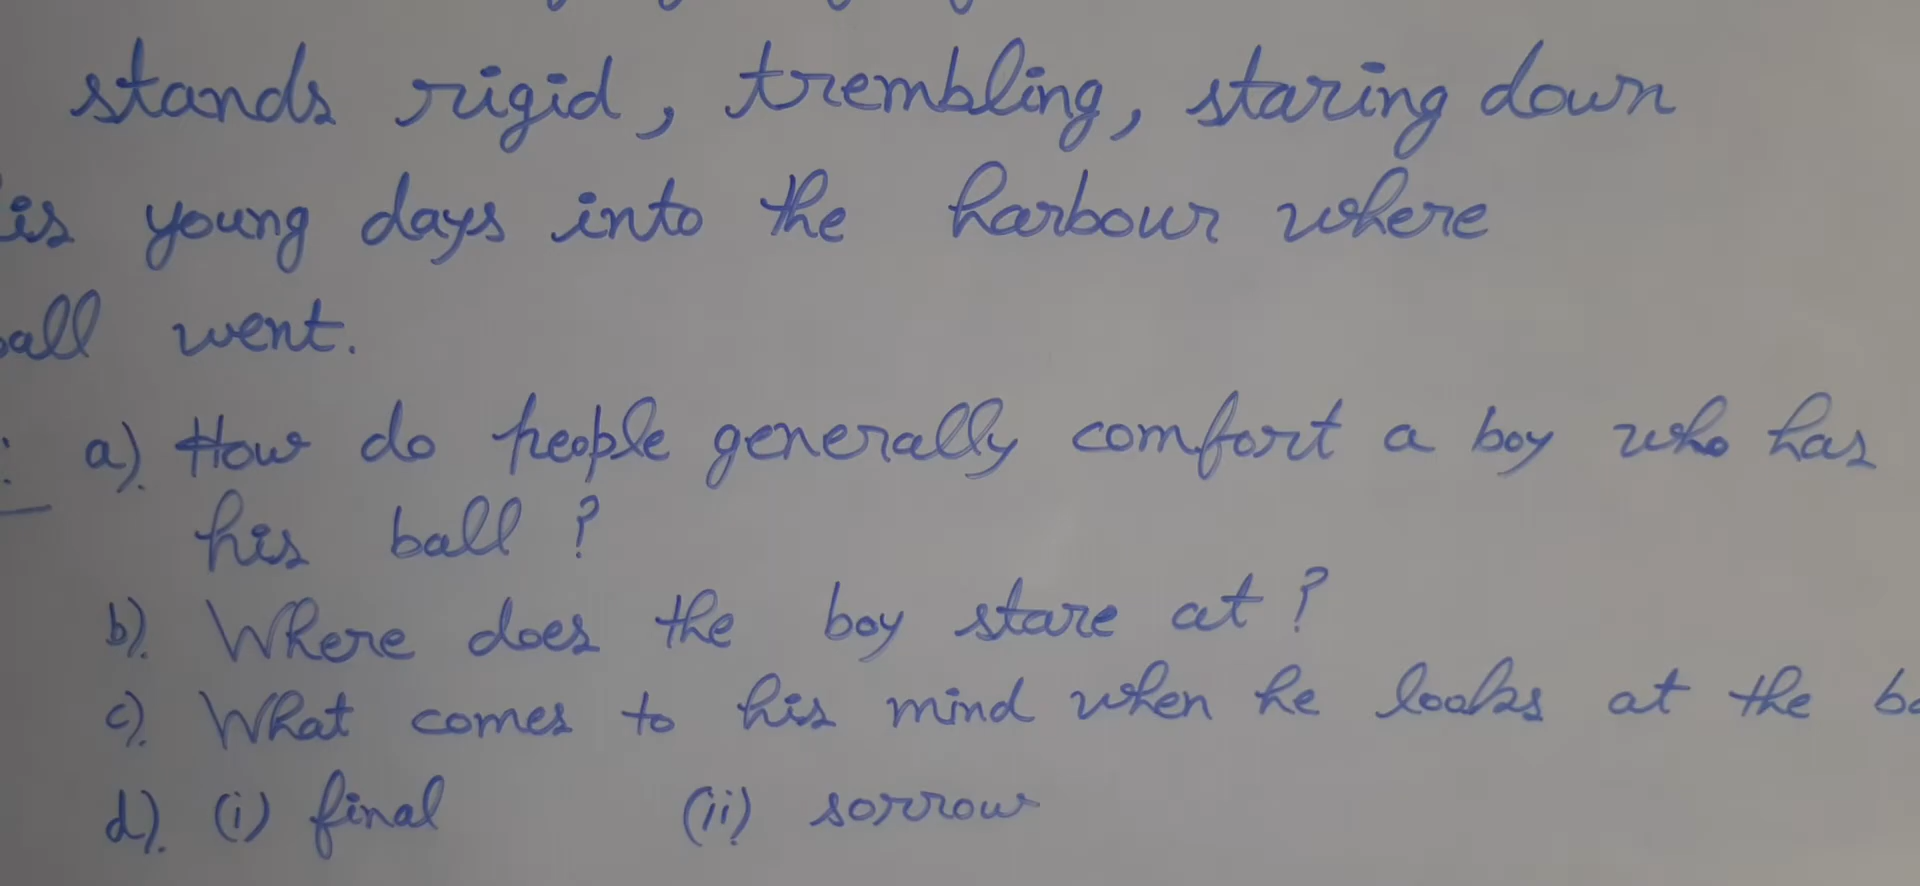 stands rigid, trembling, staring down
is young days into the harbour where
all went.
a). How do people generally comfort a boy who has
his ball ?
b). Where does the boy stare at ?
c). What comes to his mind when he looks at the
d). (i) final (ii) sorrow